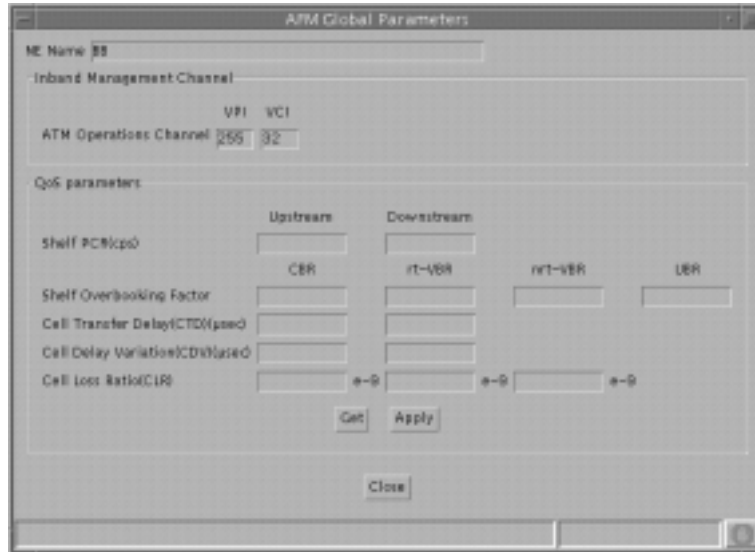 ATM Global Parameters
NE Name BB
Inband Management Channel
VPI VCI
ATM Operations Channel 255 32
QoS parameters
Upstream Downstream
Shelf PCR(cps)
CBR rt-VBR nrt-VBR UBR
Shelf Overbooking Factor
Cell Transfer Delay(CTD)(μsec)
Cell Delay Variation(CDV)(μsec)
Cell Loss Ratio(CLR) e-9 e-9 e-9
Get Apply
Close